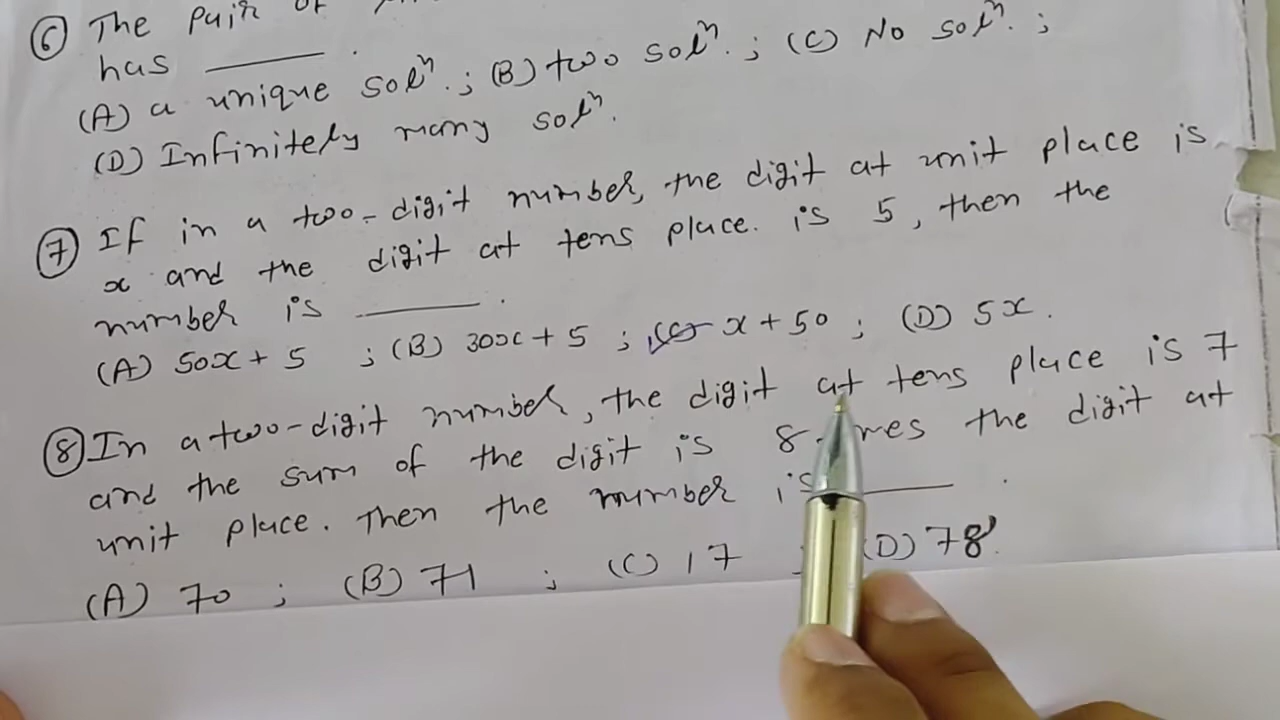 ⑥ The pair of
has ______ .
(A) a unique solⁿ. ; (B) two solⁿ. ; (C) No solⁿ. ;
(D) Infinitely many solⁿ.
⑦ If in a two-digit number, the digit at unit place is
x and the digit at tens place. is 5, then the
number is ______ .
(A) 50x + 5 ; (B) 30x + 5 ; (C) x + 50 ; (D) 5x.
⑧ In a two-digit number, the digit at tens place is 7
and the sum of the digit is 8 the digit at
unit place. Then the number is ______ .
(A) 70 ; (B) 71 ; (C) 17 ; (D) 78